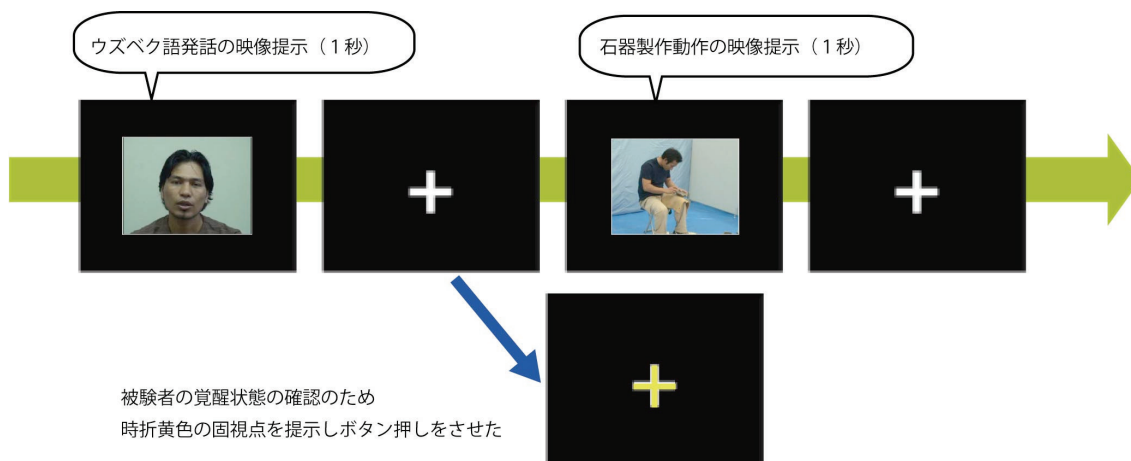 ウズベク語発話の映像提示（１秒）
石器製作動作の映像提示（１秒）
被験者の覚醒状態の確認のため
時折黄色の固視点を提示しボタン押しをさせた